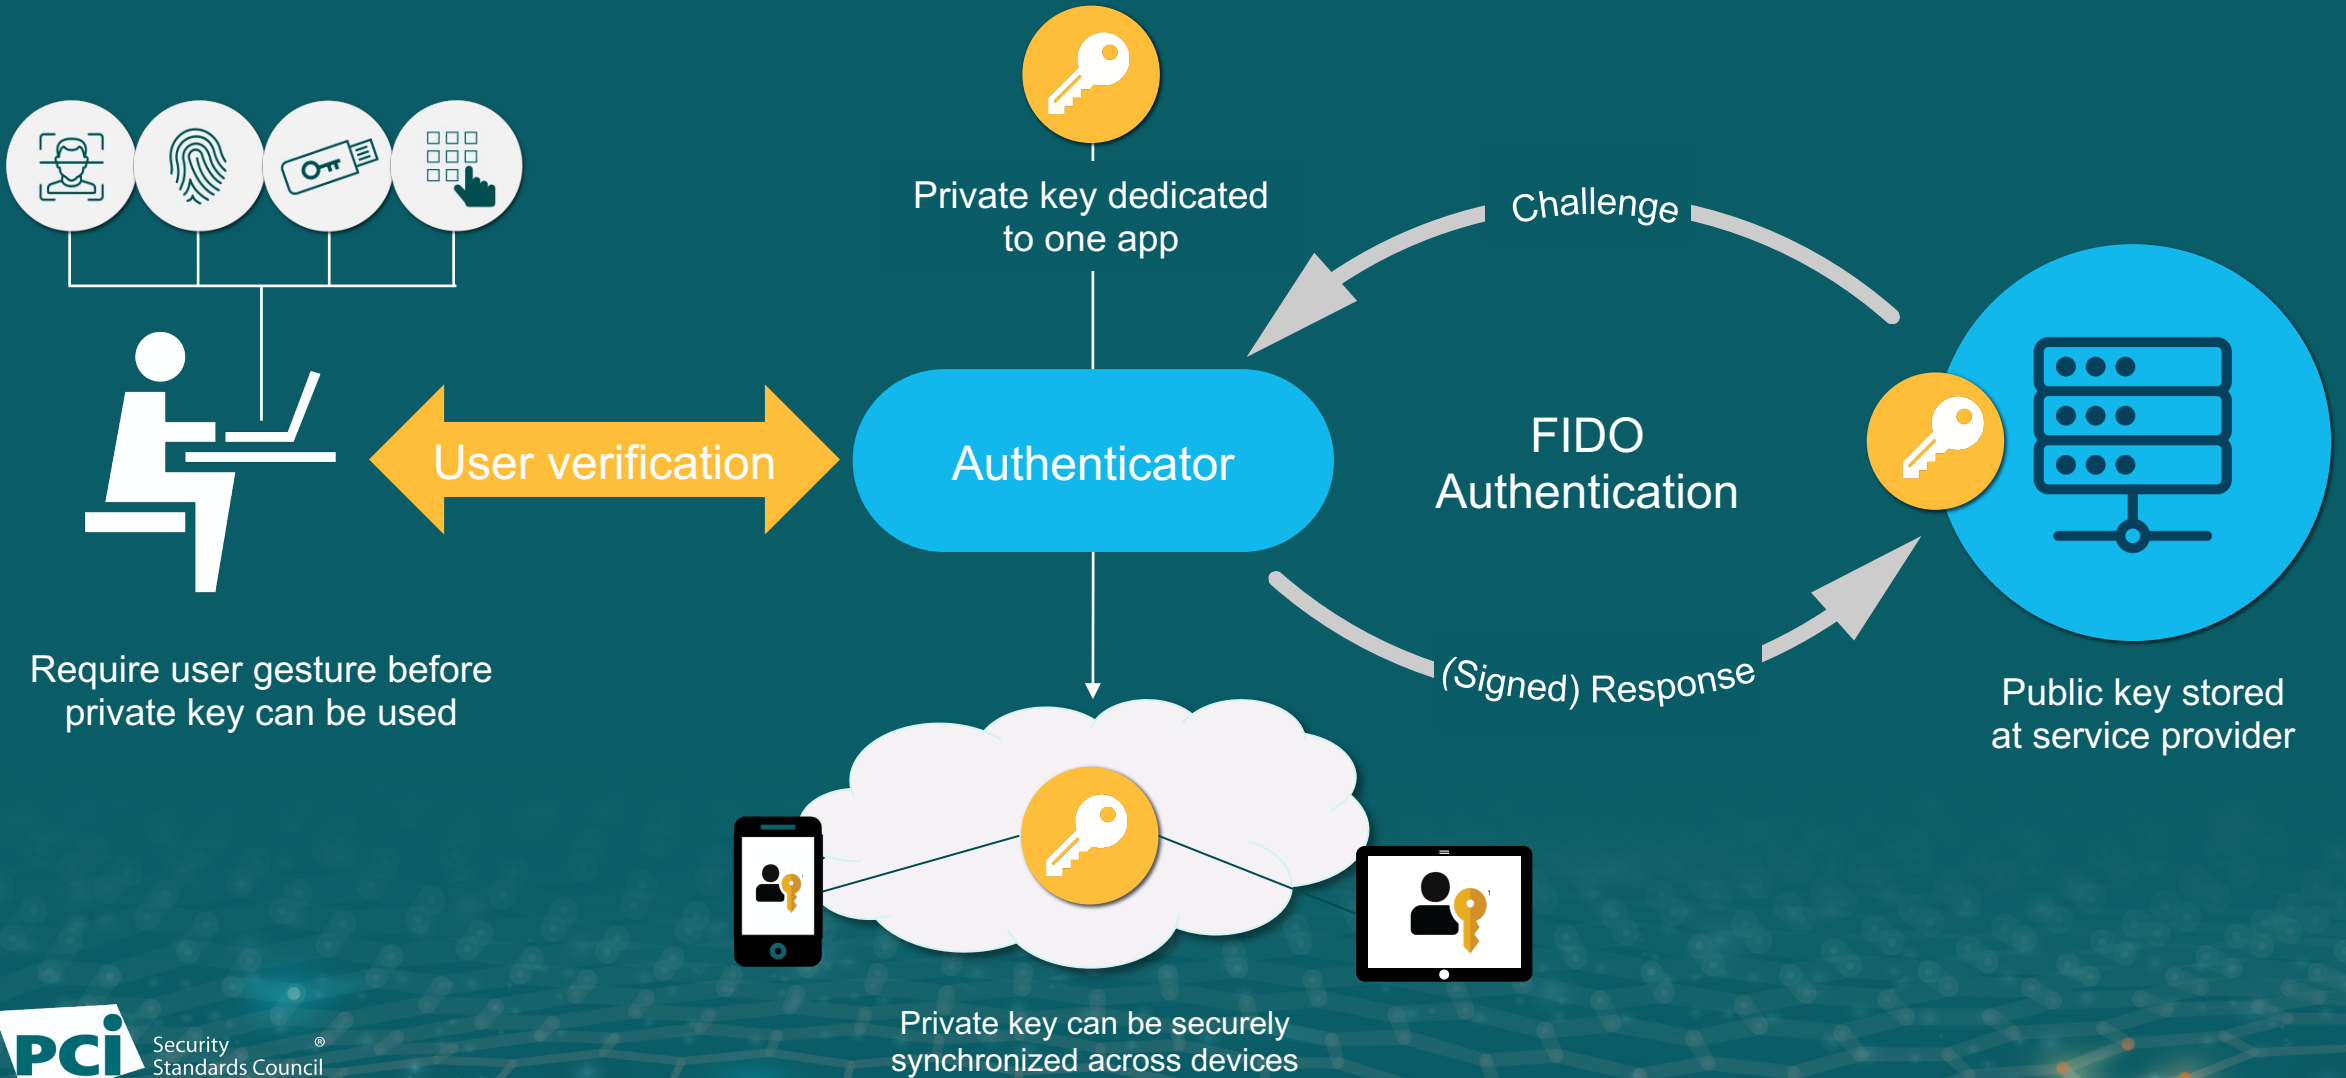 Private key dedicated
to one app
Challenge
User verification
Authenticator
FIDO
Authentication
(Signed) Response
Require user gesture before
private key can be used
Public key stored
at service provider
Private key can be securely
synchronized across devices
PCi
Security ®
Standards Council